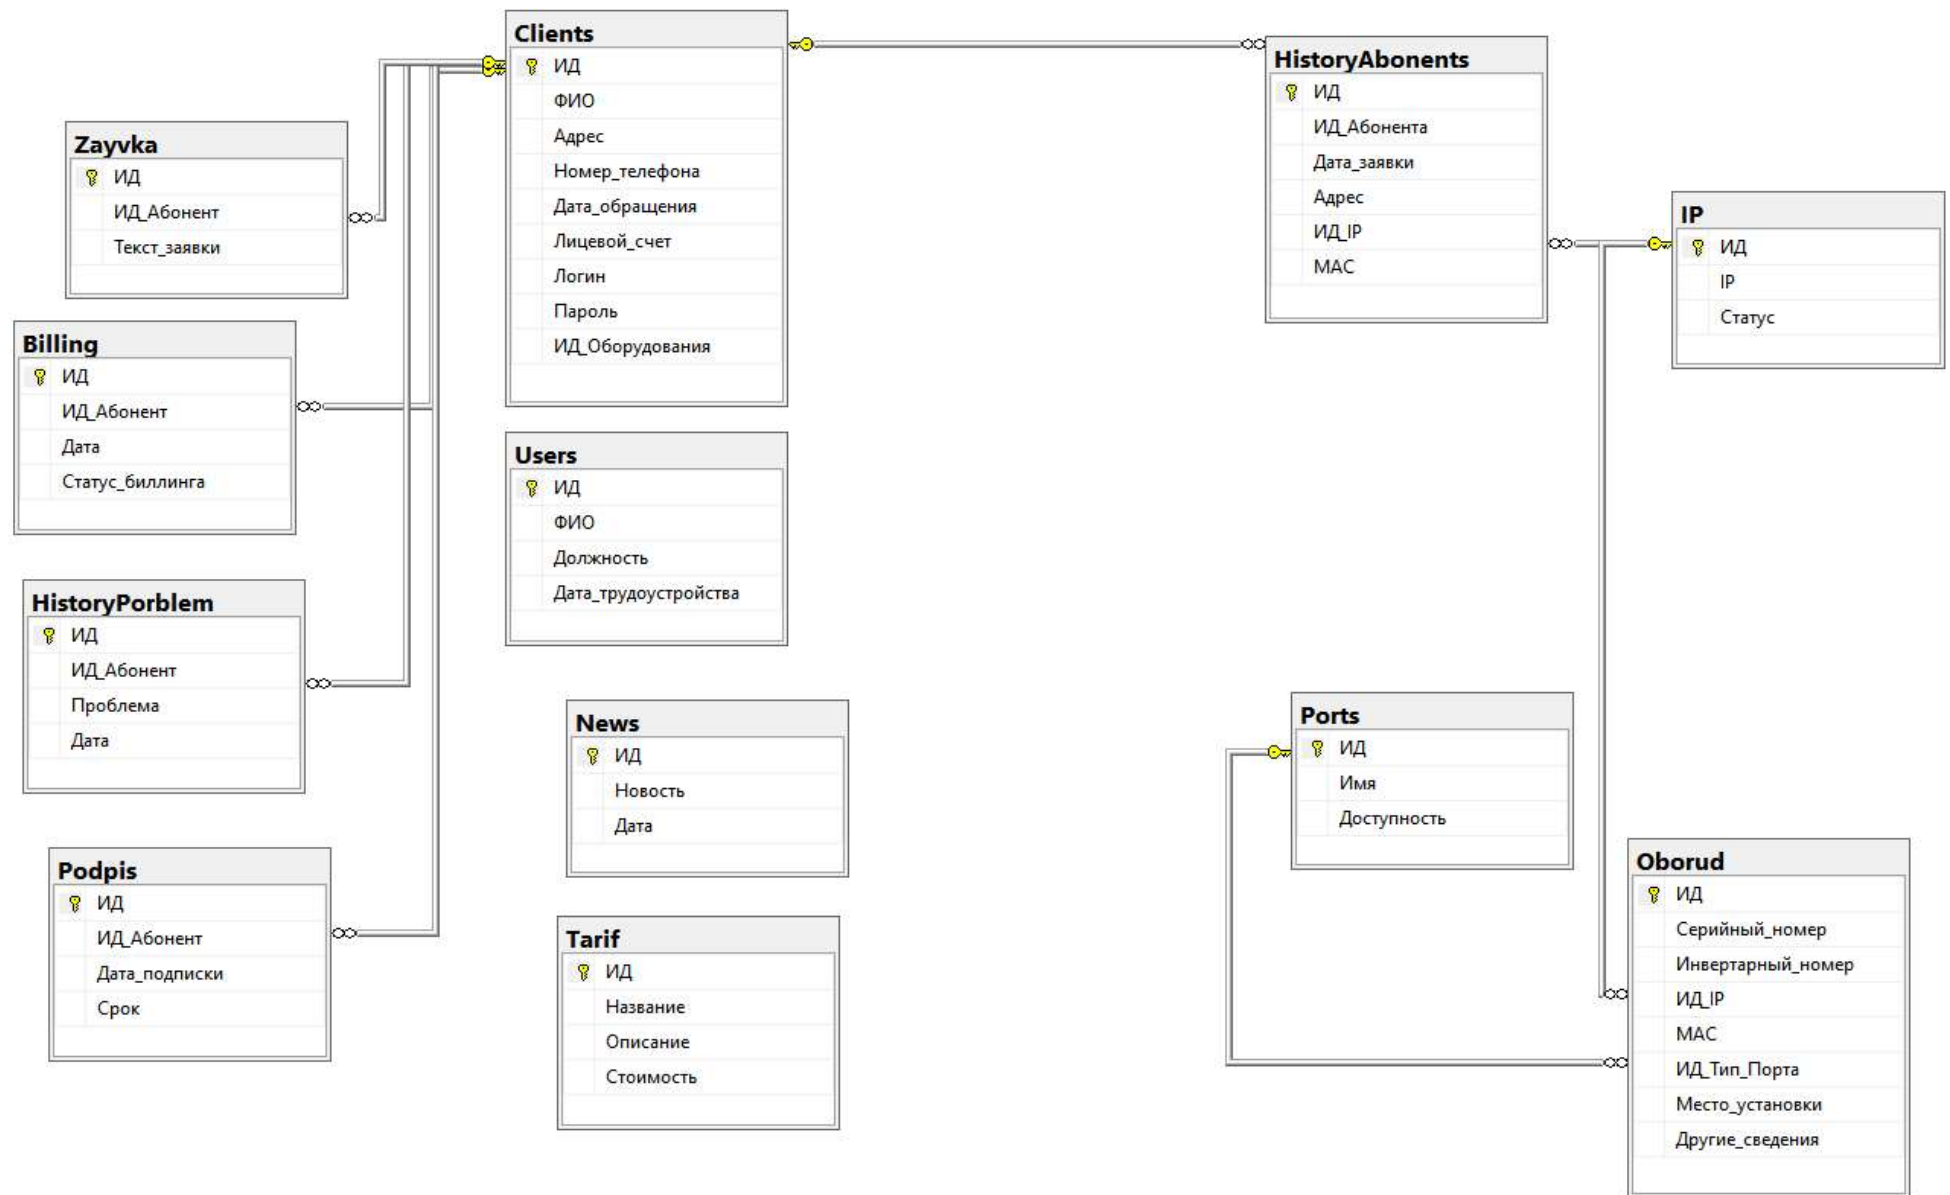 Clients
ИД
ФИО
Адрес
Номер_телефона
Дата_обращения
Лицевой_счет
Логин
Пароль
ИД_Оборудования
HistoryAbonents
ИД
ИД_Абонента
Дата_заявки
Адрес
ИД_IP
MAC
Zayvka
ИД
ИД_Абонент
Текст_заявки
IP
ИД
IP
Статус
Billing
ИД
ИД_Абонент
Дата
Статус_биллинга
Users
ИД
ФИО
Должность
Дата_трудоустройства
HistoryPorblem
ИД
ИД_Абонент
Проблема
Дата
News
ИД
Новость
Дата
Ports
ИД
Имя
Доступность
Podpis
ИД
ИД_Абонент
Дата_подписки
Срок
Tarif
ИД
Название
Описание
Стоимость
Oborud
ИД
Серийный_номер
Инвертарный_номер
ИД_IP
MAC
ИД_Тип_Порта
Место_установки
Другие_сведения